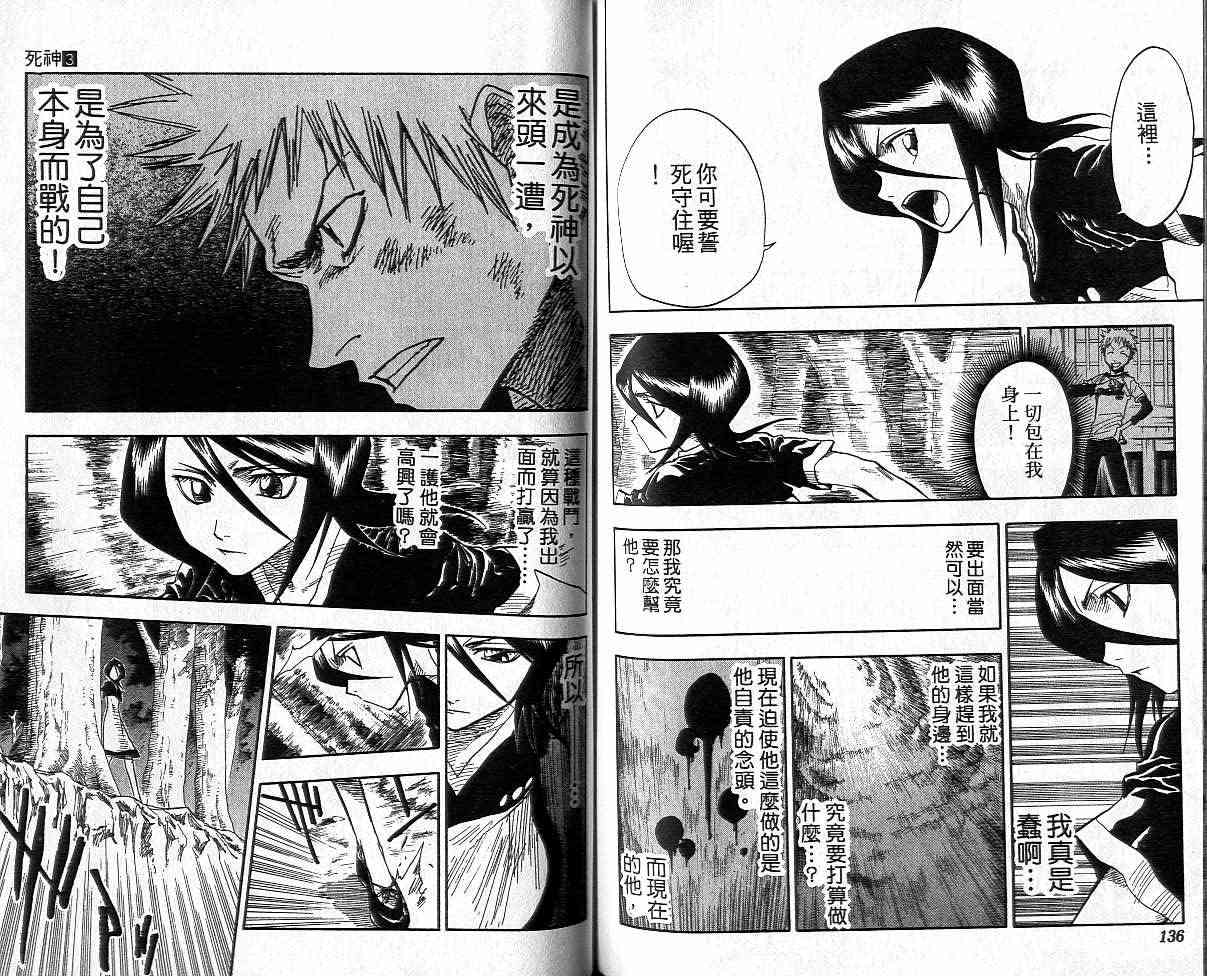 這裡…
你可要誓
死守住喔
！
一切包在我
身上！
我真是
蠢啊…
要出面當
然可以…
那我究竟
要怎麼幫
他？
如果我就
這樣趕到
他的身邊…
究竟要打算做
什麼…？
現在迫使他這麼做的是
他自責的念頭。
而現在
的他，
136
死神3
是成為死神以
來頭一遭，
是為了自己
本身而戰的！
這種戰鬥，
就算因為我出
面而打贏了……
一護他就會
高興了嗎？
所以
……